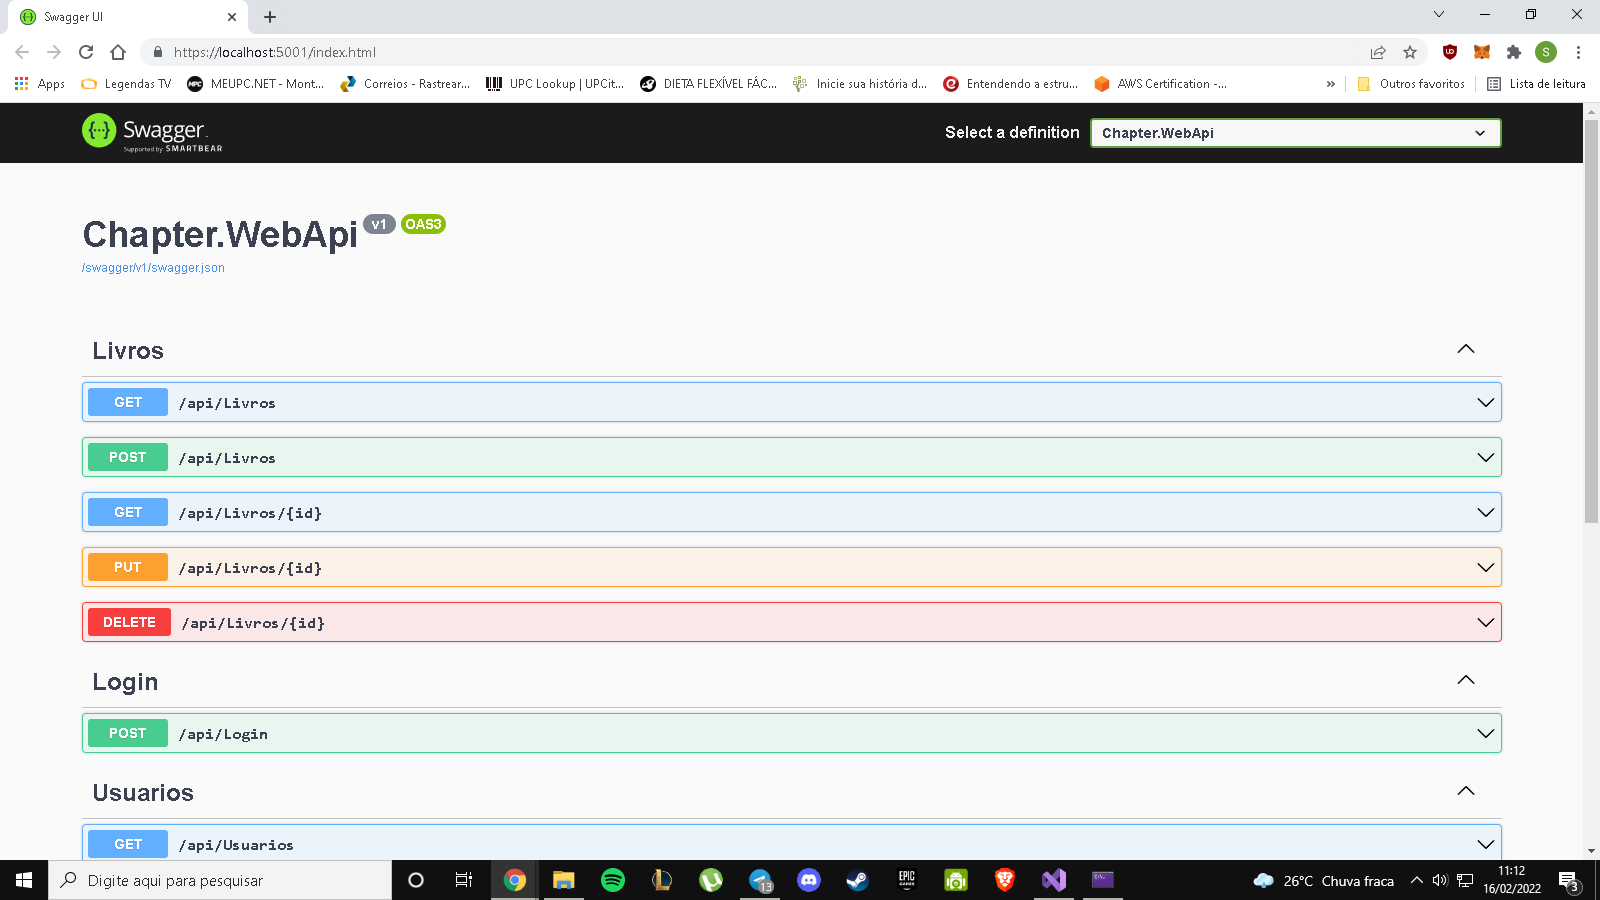 Swagger UI
https://localhost:5001/index.html
Apps
Legendas TV
MEUPC.NET - Mont...
Correios - Rastrear...
UPC Lookup | UPCit...
DIETA FLEXÍVEL FÁC...
Inicie sua história d...
Entendendo a estru...
AWS Certification -...
»
Outros favoritos
Lista de leitura
Swagger.
Supported by SMARTBEAR
Select a definition
Chapter.WebApi
Chapter.WebApi v1 OAS3
/swagger/v1/swagger.json
Livros
GET /api/Livros
POST /api/Livros
GET /api/Livros/{id}
PUT /api/Livros/{id}
DELETE /api/Livros/{id}
Login
POST /api/Login
Usuarios
GET /api/Usuarios
Digite aqui para pesquisar
13
EPIC GAMES
26°C Chuva fraca
11:12
16/02/2022
3